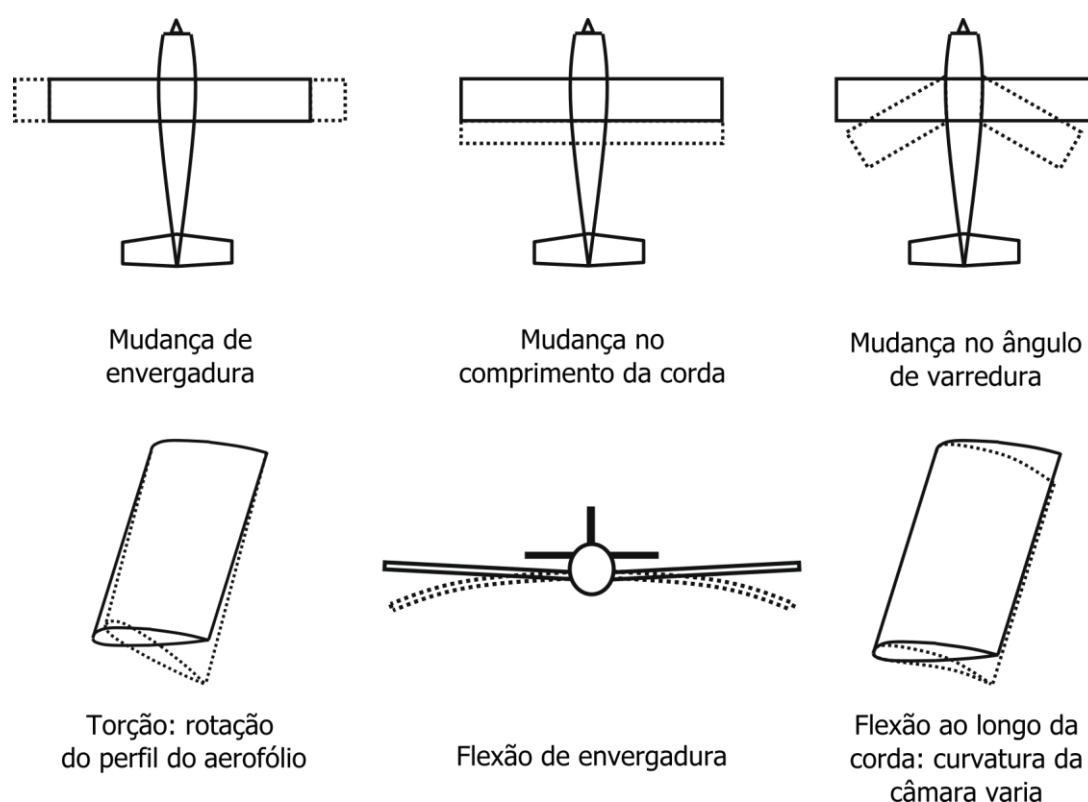 Mudança de
envergadura
Mudança no
comprimento da corda
Mudança no ângulo
de varredura
Torção: rotação
do perfil do aerofólio
Flexão de envergadura
Flexão ao longo da
corda: curvatura da
câmara varia